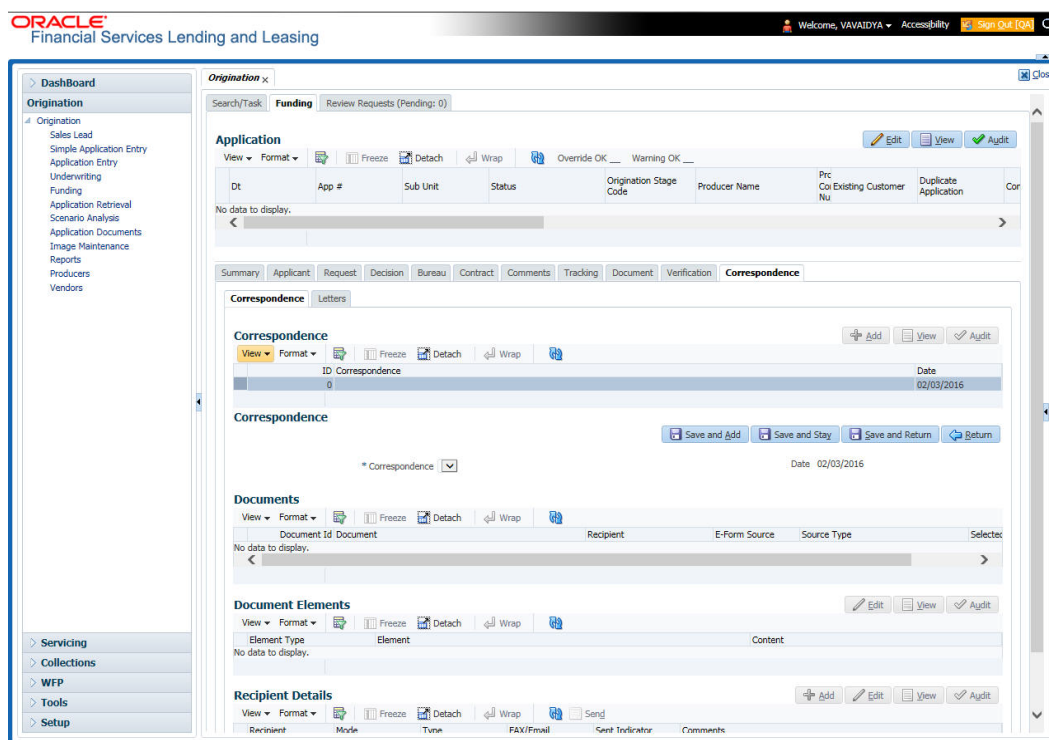 ORACLE
Financial Services Lending and Leasing
Welcome, VAVAIDYA Accessibility Sign Out [QA]
DashBoard
Origination
Origination
Sales Lead
Simple Application Entry
Application Entry
Underwriting
Funding
Application Retrieval
Scenario Analysis
Application Documents
Image Maintenance
Reports
Producers
Vendors
Servicing
Collections
WFP
Tools
Setup
Origination x Clos
Search/Task Funding Review Requests (Pending: 0)
Application Edit View Audit
View Format Freeze Detach Wrap Override OK __ Warning OK __
Dt App # Sub Unit Status Origination Stage Code Producer Name Prc Coi Nu Existing Customer Duplicate Application Cor
No data to display.
Summary Applicant Request Decision Bureau Contract Comments Tracking Document Verification Correspondence
Correspondence Letters
Correspondence Add View Audit
View Format Freeze Detach Wrap
ID Correspondence Date
0 02/03/2016
Correspondence
Save and Add Save and Stay Save and Return Return
* Correspondence Date 02/03/2016
Documents
View Format Freeze Detach Wrap
Document Id Document Recipient E-Form Source Source Type Selected
No data to display.
Document Elements Edit View Audit
View Format Freeze Detach Wrap
Element Type Element Content
No data to display.
Recipient Details Add Edit View Audit
View Format Freeze Detach Wrap Send
Recipient Mode Type FAX/Email Sent Indicator Comments